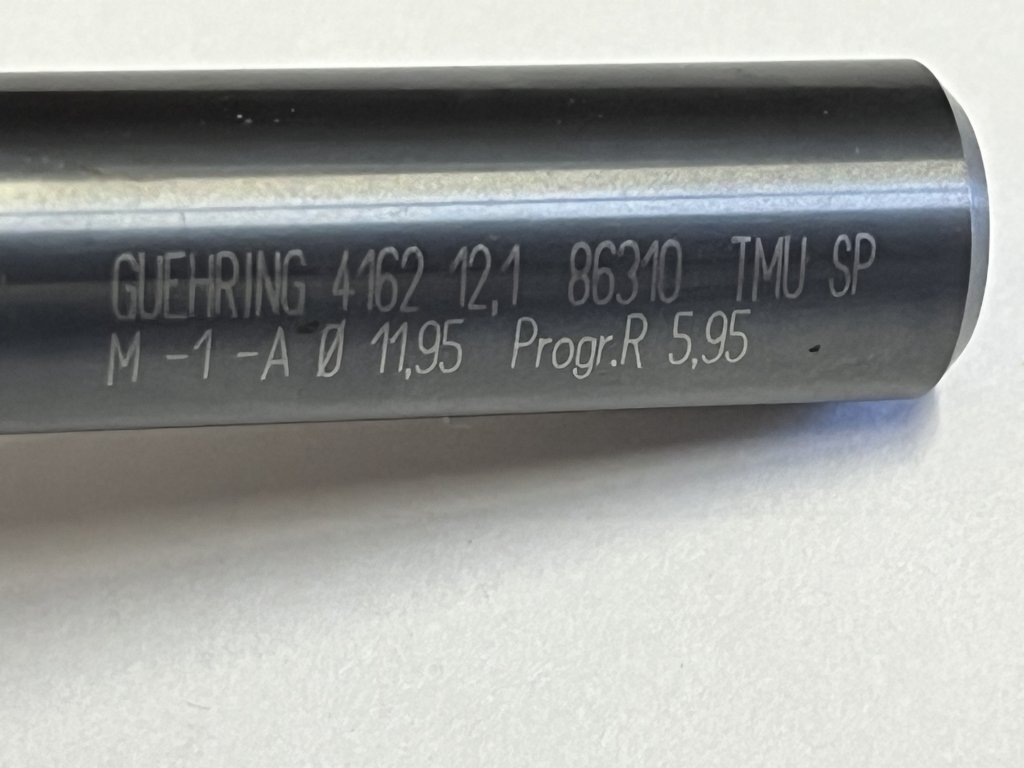 GUEHRING 4162 12,1 86310 TMU SP
M -1 -A Ø 11,95 Progr.R 5,95